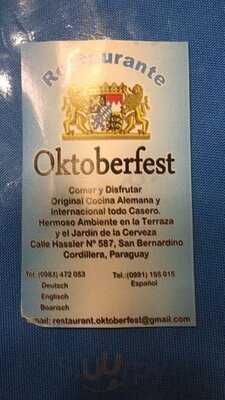 Restaurante
Oktoberfest
Comer y Disfrutar
Original Cocina Alemana y
Internacional todo Casero.
Hermoso Ambiente en la Terraza
y el Jardin de la Cerveza
Calle Hassler Nº 587, San Bernardino
Cordillera, Paraguay
Tel: (0983) 472 053 Tel.: (0991) 195 015
Deutsch Español
Englisch
Boarisch
mail: restaurant.oktoberfest@gmail.com